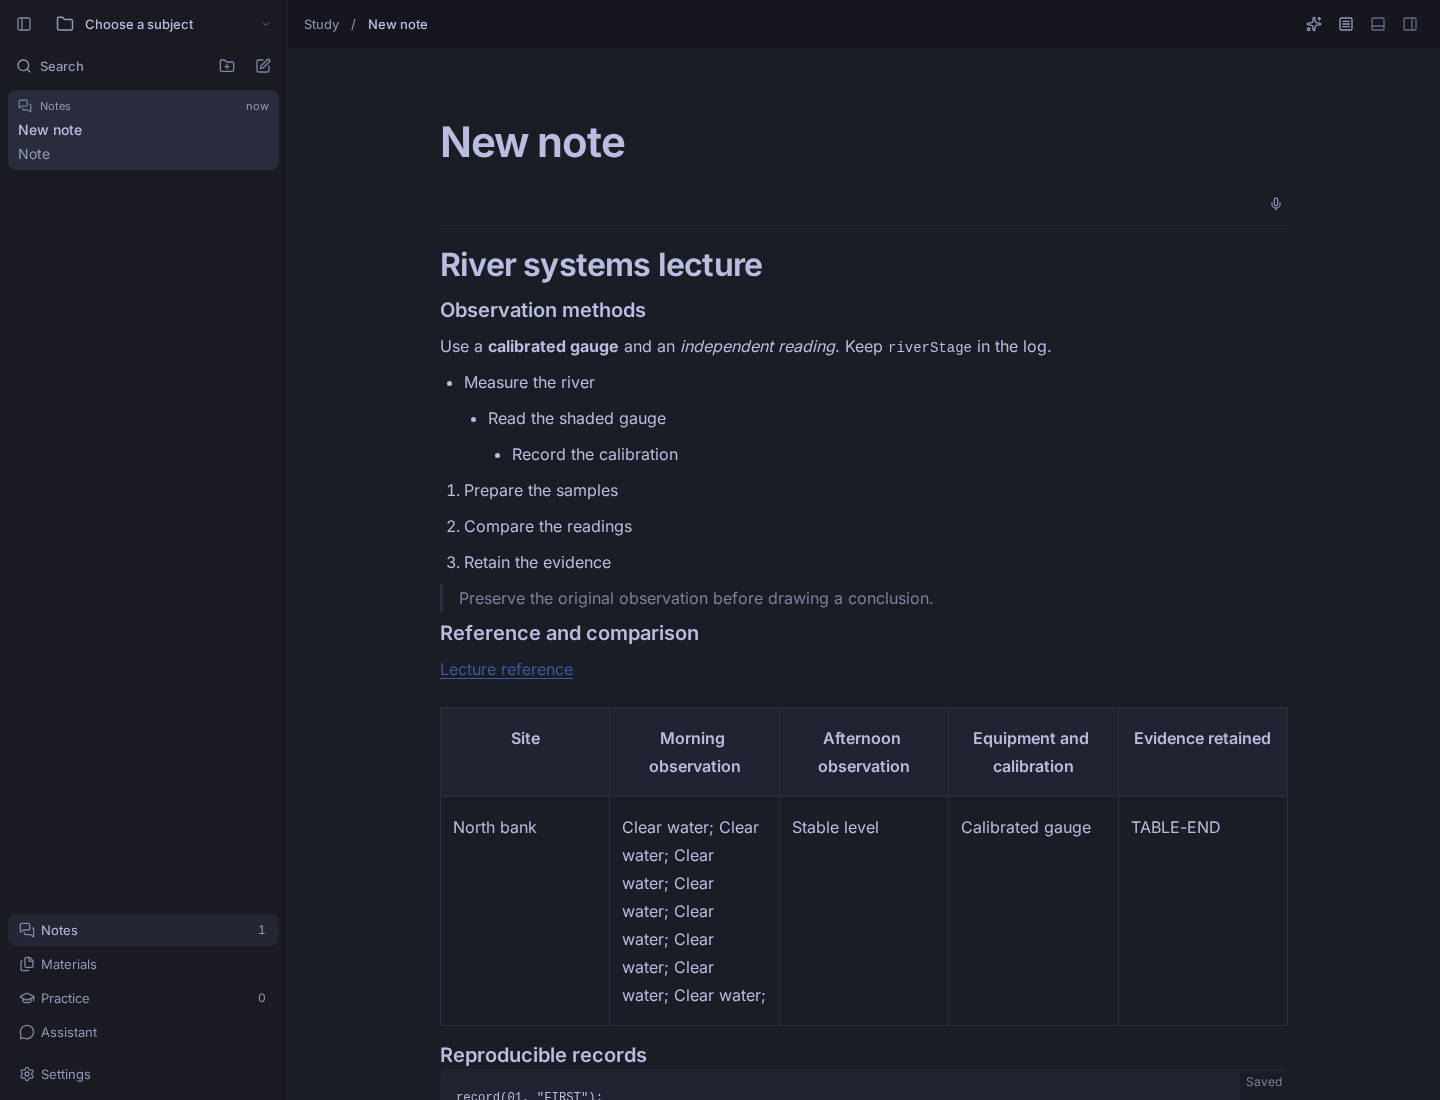 Choose a subject
Search
Notes now
New note
Note
Notes 1
Materials
Practice 0
Assistant
Settings
Study / New note
New note
River systems lecture
Observation methods
Use a calibrated gauge and an independent reading. Keep riverStage in the log.
• Measure the river
• Read the shaded gauge
• Record the calibration
1. Prepare the samples
2. Compare the readings
3. Retain the evidence
Preserve the original observation before drawing a conclusion.
Reference and comparison
Lecture reference
Site
Morning
observation
Afternoon
observation
Equipment and
calibration
Evidence retained
North bank
Clear water; Clear
water; Clear
water; Clear
water; Clear
water; Clear
water; Clear
water; Clear water;
Stable level
Calibrated gauge
TABLE-END
Reproducible records
record(01, "FIRST");
Saved